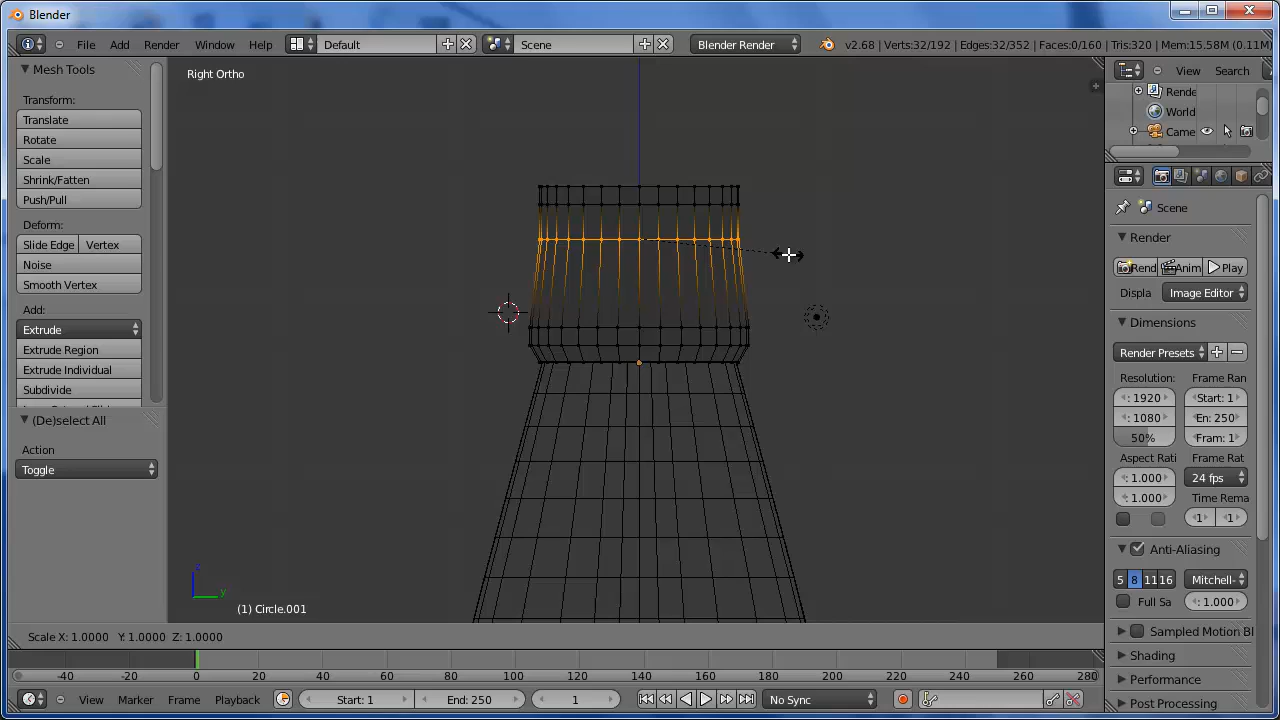 Blender
File Add Render Window Help Default Scene Blender Render v2.68 | Verts:32/192 | Edges:32/352 | Faces:0/160 | Tris:320 | Mem:15.58M (0.11M)
Mesh Tools
Transform:
Translate
Rotate
Scale
Shrink/Fatten
Push/Pull
Deform:
Slide Edge Vertex
Noise
Smooth Vertex
Add:
Extrude
Extrude Region
Extrude Individual
Subdivide
(De)select All
Action
Toggle
Right Ortho
z
y
(1) Circle.001
View Search
Rende
World
Came
Scene
Render
Rend Anim Play
Displa Image Editor
Dimensions
Render Presets
Resolution: Frame Ran
: 1920 Start: 1
: 1080 En: 250
50% Fram: 1
Aspect Rati Frame Rat
: 1.000 24 fps
: 1.000 Time Rema
1 1
Anti-Aliasing
5 8 11 16 Mitchell-
Full Sa : 1.000
Sampled Motion Bl
Shading
Performance
Post Processing
Scale X: 1.0000 Y: 1.0000 Z: 1.0000
-40 -20 0 20 40 60 80 100 120 140 160 180 200 220 240 260 280
View Marker Frame Playback Start: 1 End: 250 1 No Sync